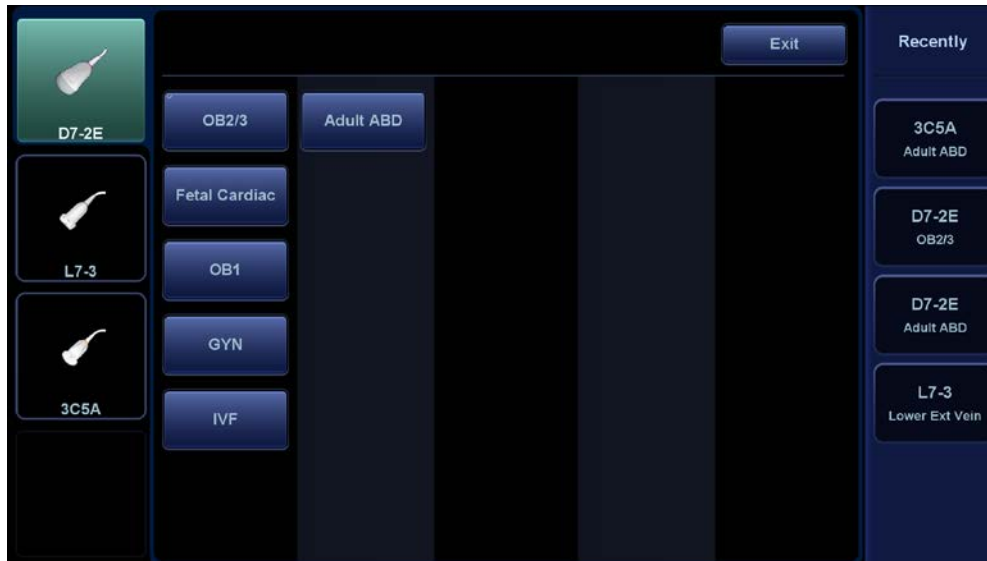 D7-2E
L7-3
3C5A
Exit
OB2/3
Adult ABD
Fetal Cardiac
OB1
GYN
IVF
Recently
3C5A
Adult ABD
D7-2E
OB2/3
D7-2E
Adult ABD
L7-3
Lower Ext Vein